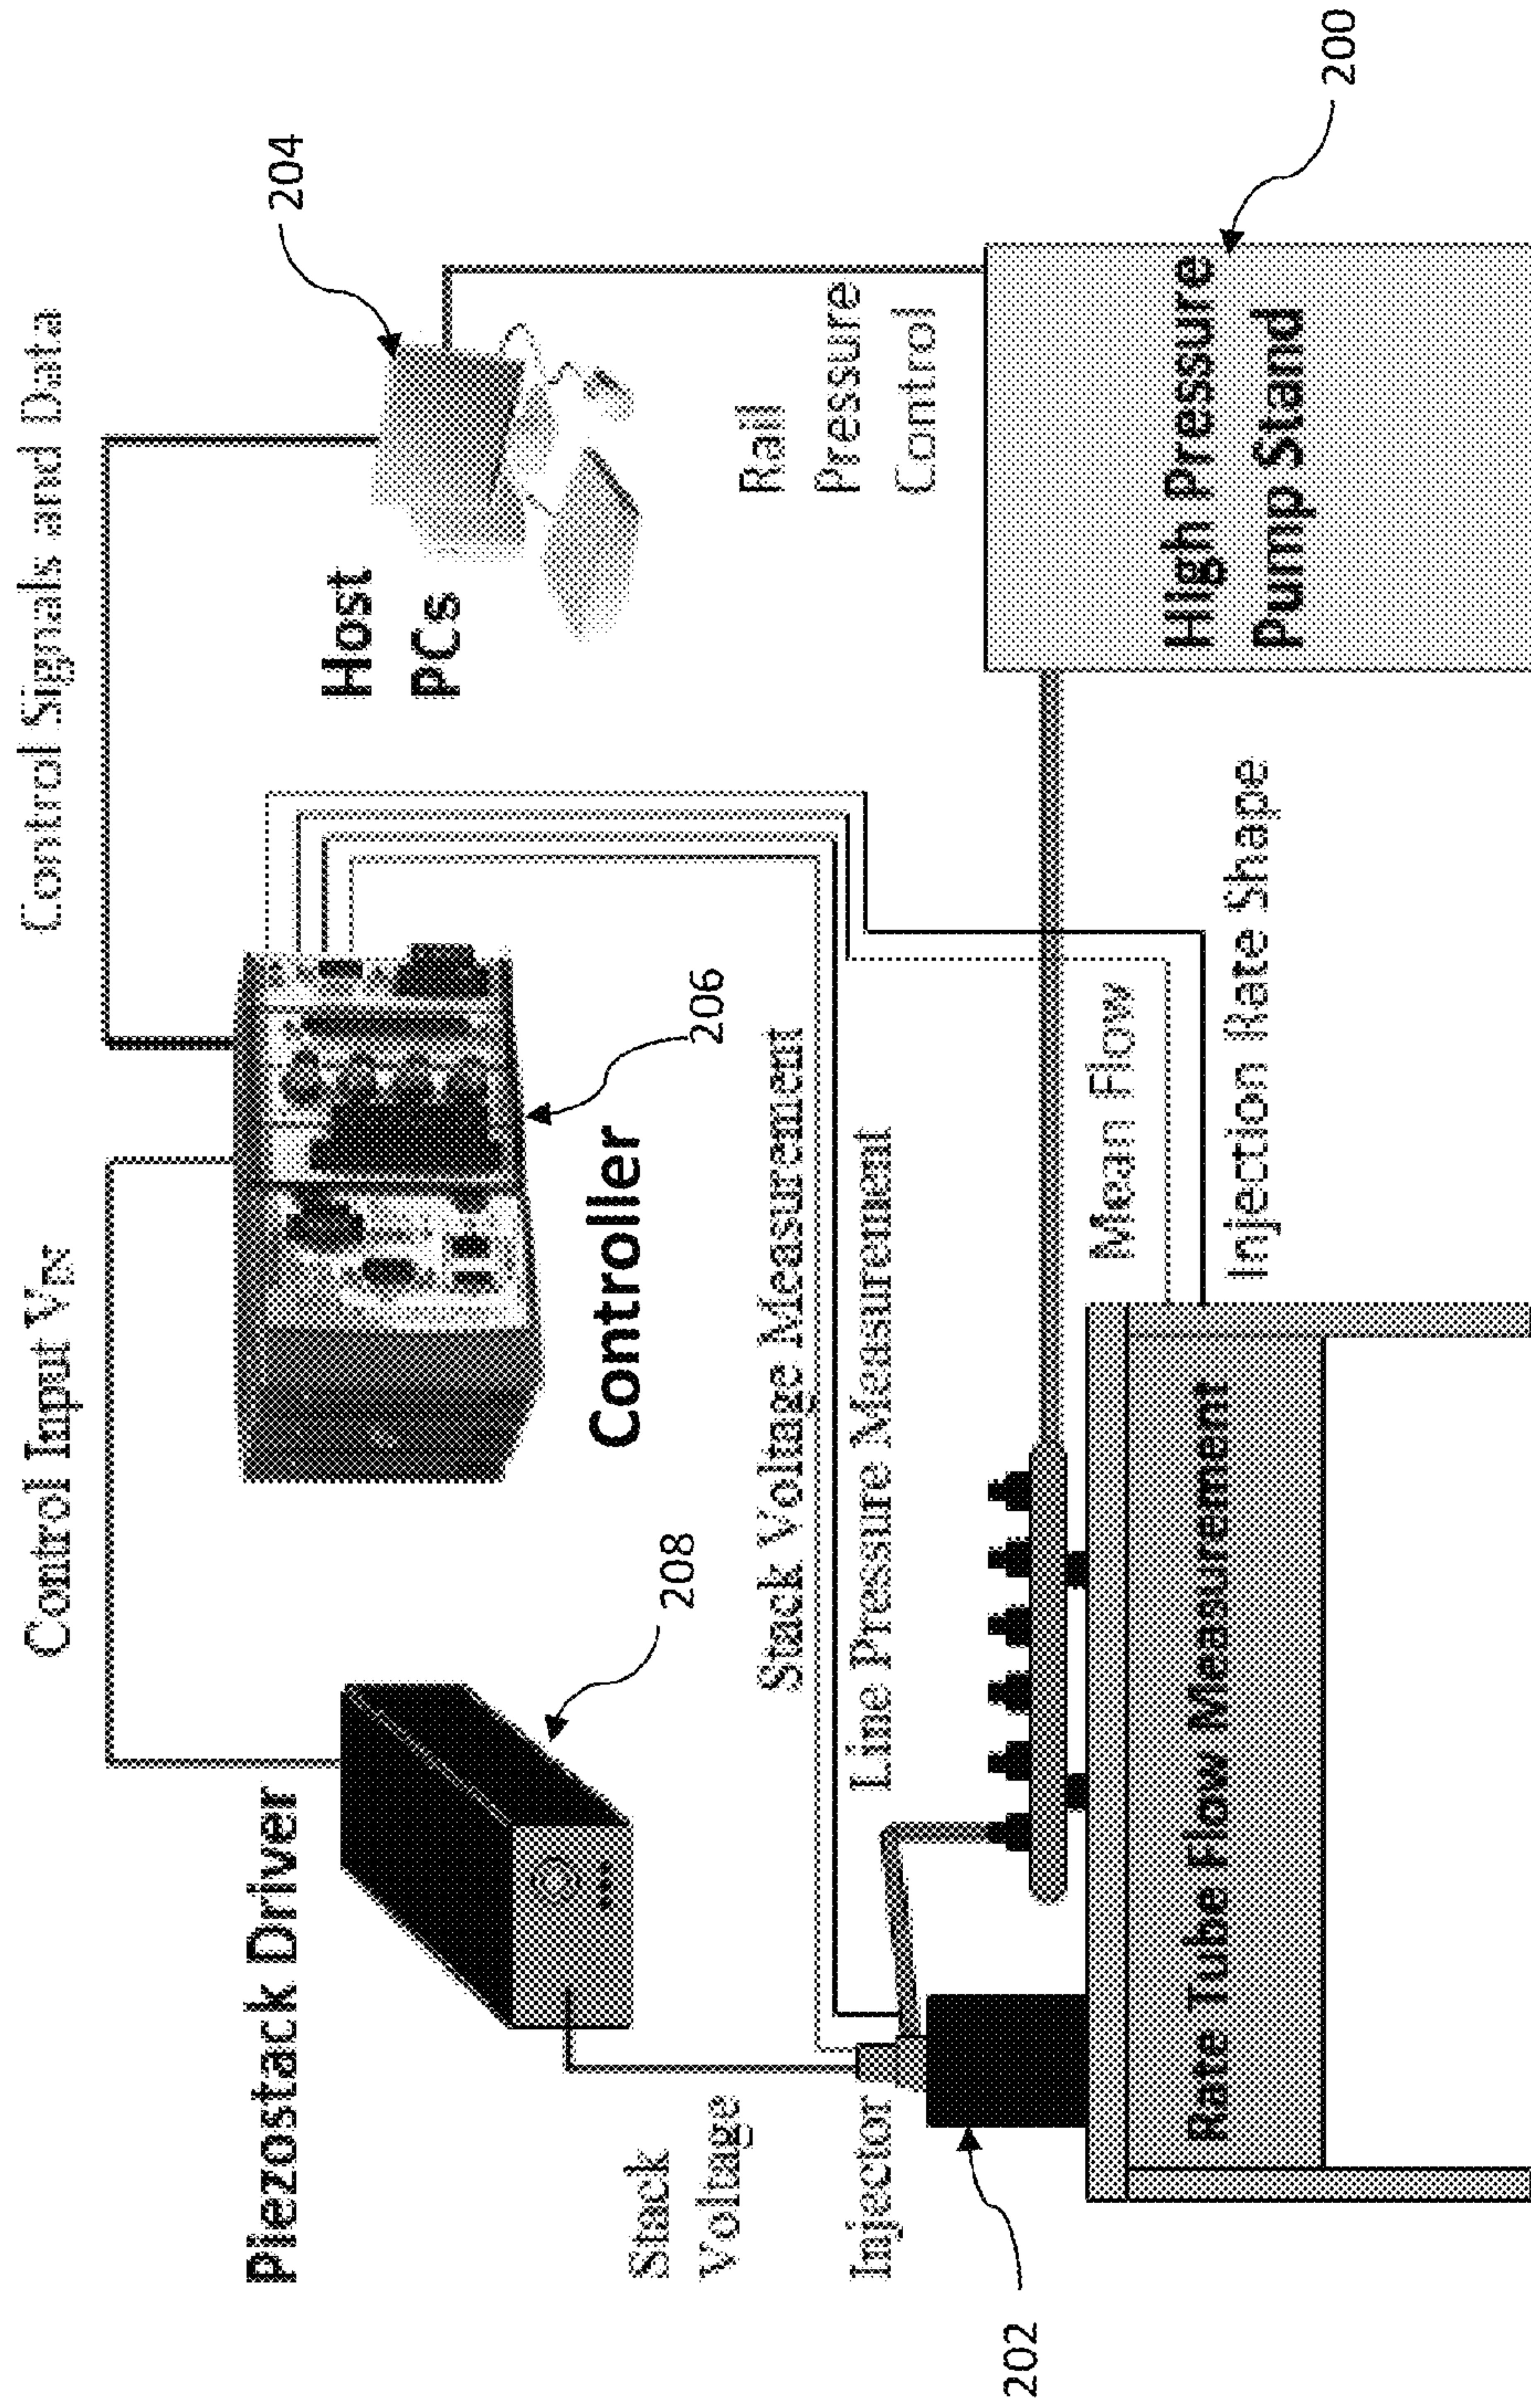 Control Input VIN
Control Signals and Data
Piezostack Driver
208
Controller
206
Host
PCs
204
Stack
Voltage
Stack Voltage Measurement
Line Pressure Measurement
Rail
Pressure
Control
Injector
202
Mean Flow
Injection Rate Shape
Rate Tube Flow Measurement
High Pressure
Pump Stand
200